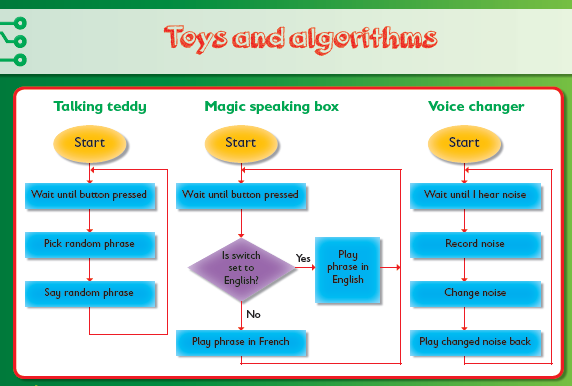 Toys and algorithms
Talking teddy
Start
Wait until button pressed
Pick random phrase
Say random phrase
Magic speaking box
Start
Wait until button pressed
Is switch
set to
English?
Yes
Play
phrase in
English
No
Play phrase in French
Voice changer
Start
Wait until I hear noise
Record noise
Change noise
Play changed noise back